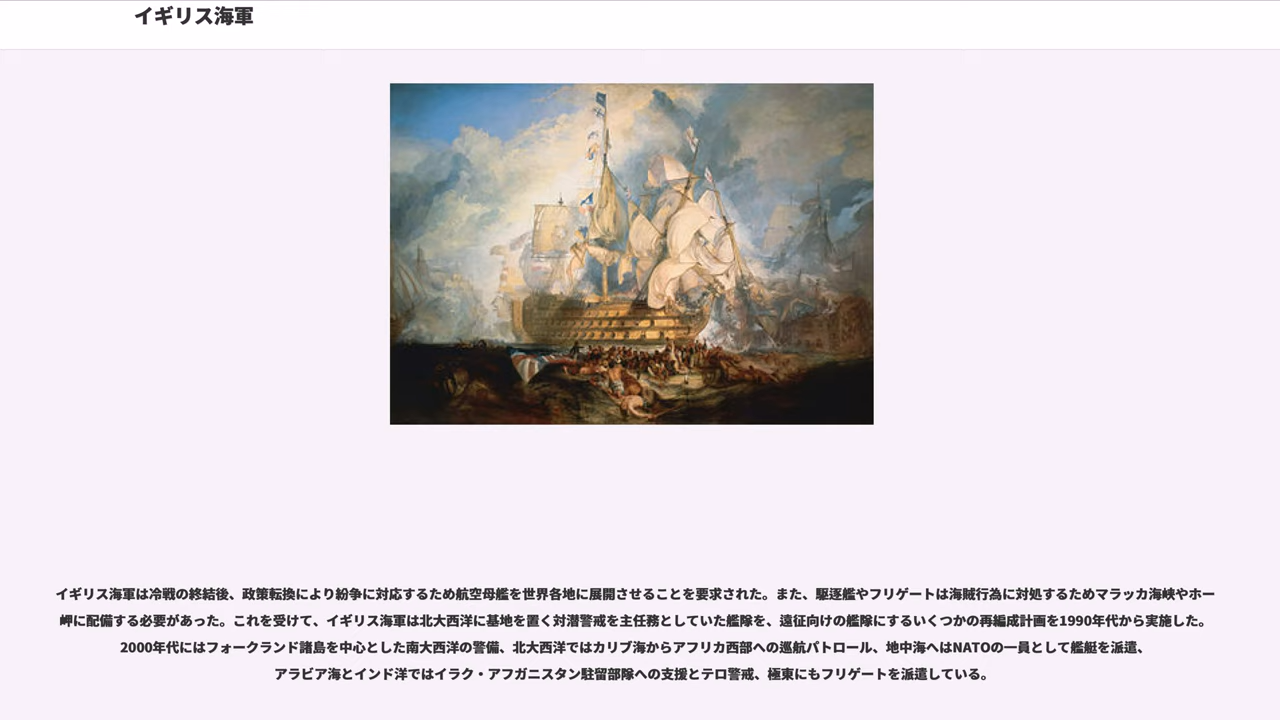 イギリス海軍
イギリス海軍は冷戦の終結後、政策転換により紛争に対応するため航空母艦を世界各地に展開させることを要求された。また、駆逐艦やフリゲートは海賊行為に対処するためマラッカ海峡やホー
岬に配備する必要があった。これを受けて、イギリス海軍は北大西洋に基地を置く対潜警戒を主任務としていた艦隊を、遠征向けの艦隊にするいくつかの再編成計画を1990年代から実施した。
2000年代にはフォークランド諸島を中心とした南大西洋の警備、北大西洋ではカリブ海からアフリカ西部への巡航パトロール、地中海へはNATOの一員として艦艇を派遣、
アラビア海とインド洋ではイラク・アフガニスタン駐留部隊への支援とテロ警戒、極東にもフリゲートを派遣している。